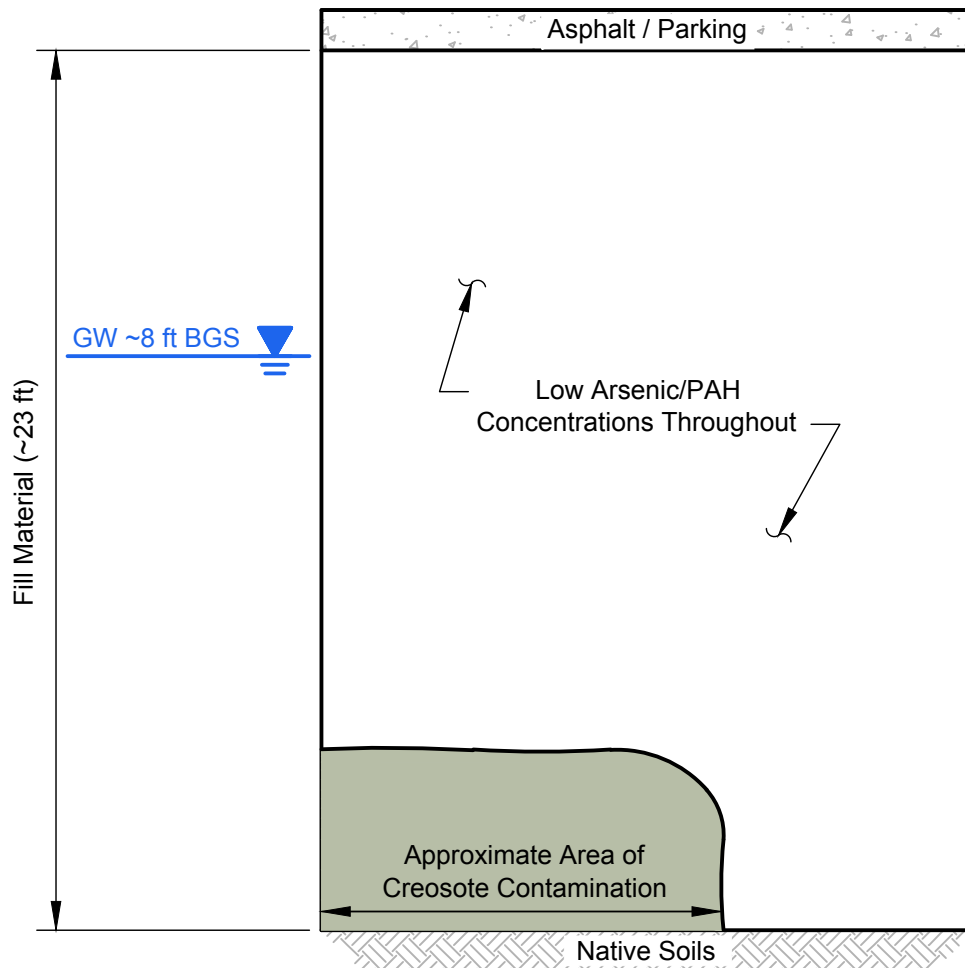 Asphalt / Parking
GW ~8 ft BGS
Low Arsenic/PAH
Concentrations Throughout
Fill Material (~23 ft)
Approximate Area of
Creosote Contamination
Native Soils